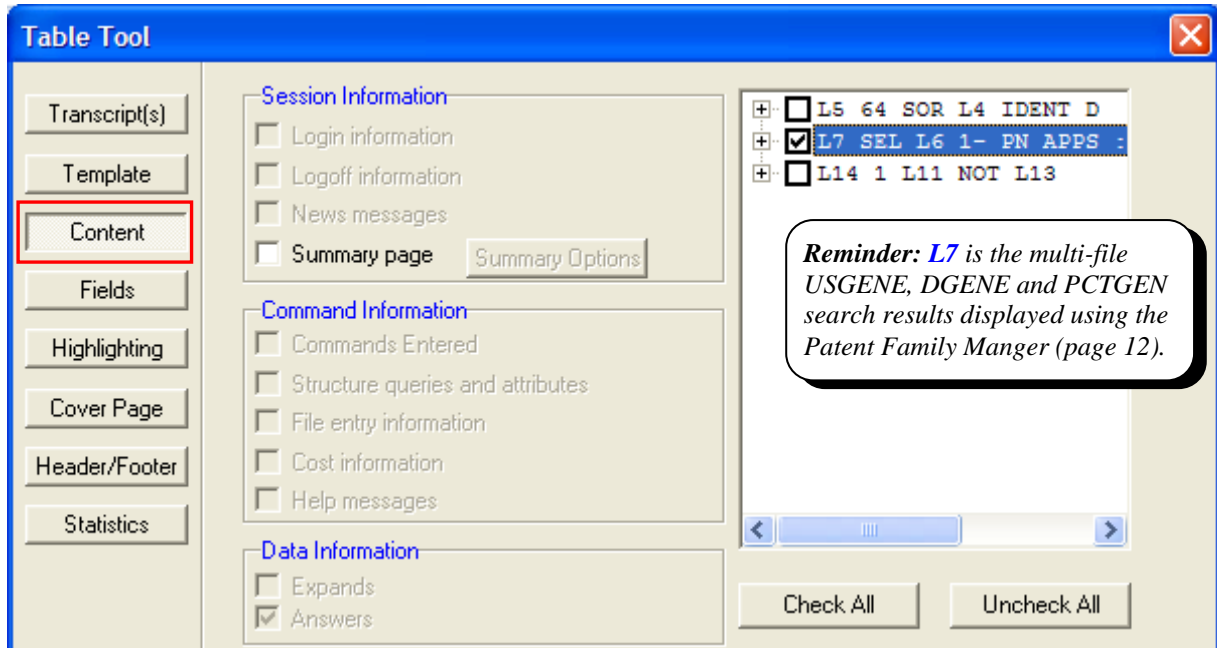 Table Tool
Transcript(s)
Template
Content
Fields
Highlighting
Cover Page
Header/Footer
Statistics
Session Information
Login information
Logoff information
News messages
Summary page
Summary Options
Command Information
Commands Entered
Structure queries and attributes
File entry information
Cost information
Help messages
Data Information
Expands
Answers
L5 64 SOR L4 IDENT D
L7 SEL L6 1- PN APPS :
L14 1 L11 NOT L13
Reminder: L7 is the multi-file
USGENE, DGENE and PCTGEN
search results displayed using the
Patent Family Manger (page 12).
Check All
Uncheck All